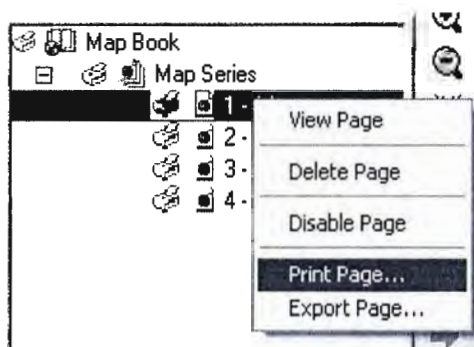 Map Book
Map Series
1 -
2 -
3 -
4 -
View Page
Delete Page
Disable Page
Print Page...
Export Page...